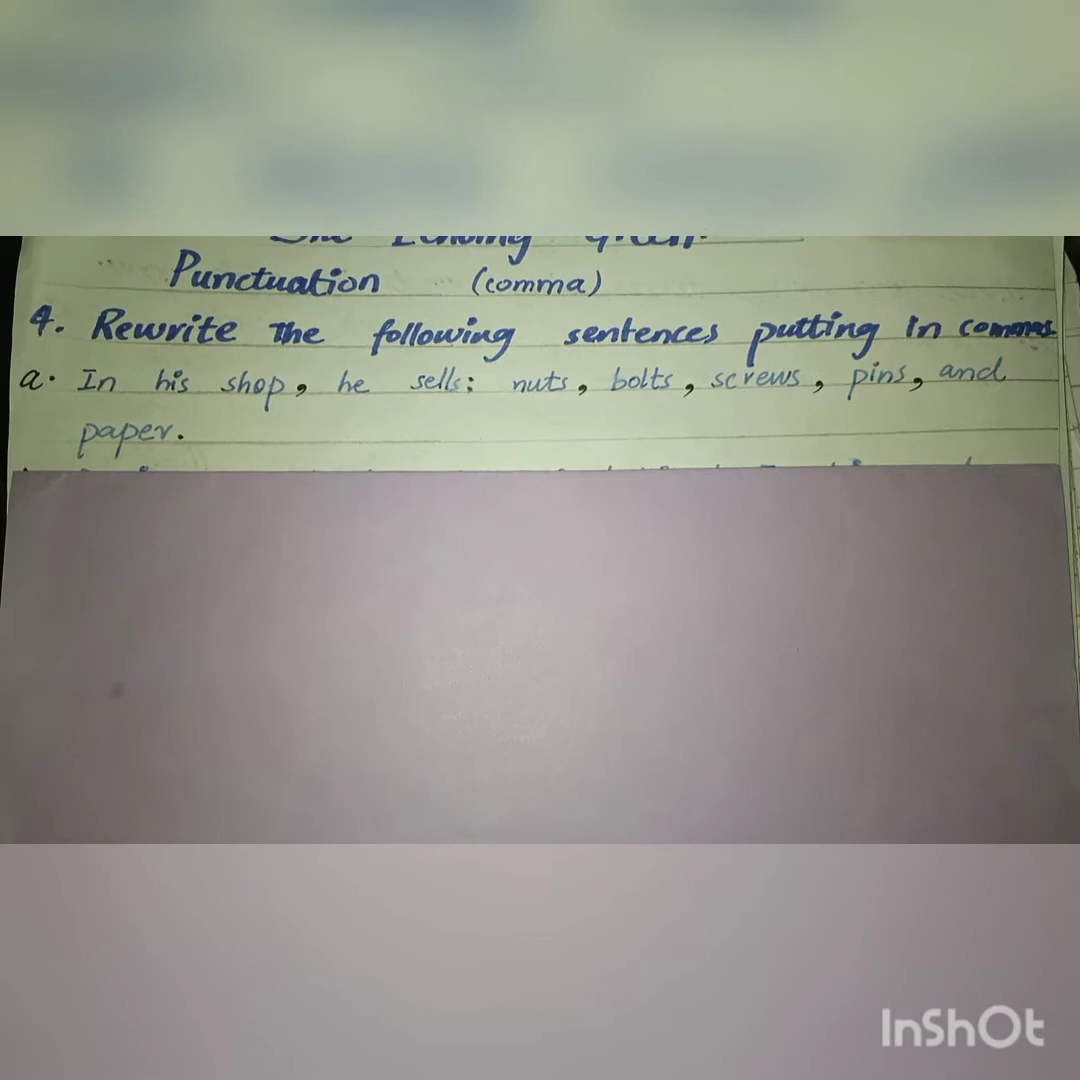 Punctuation (comma)
4. Rewrite the following sentences putting in commas
a. In his shop, he sells: nuts, bolts, screws, pins, and
paper.
InShOt